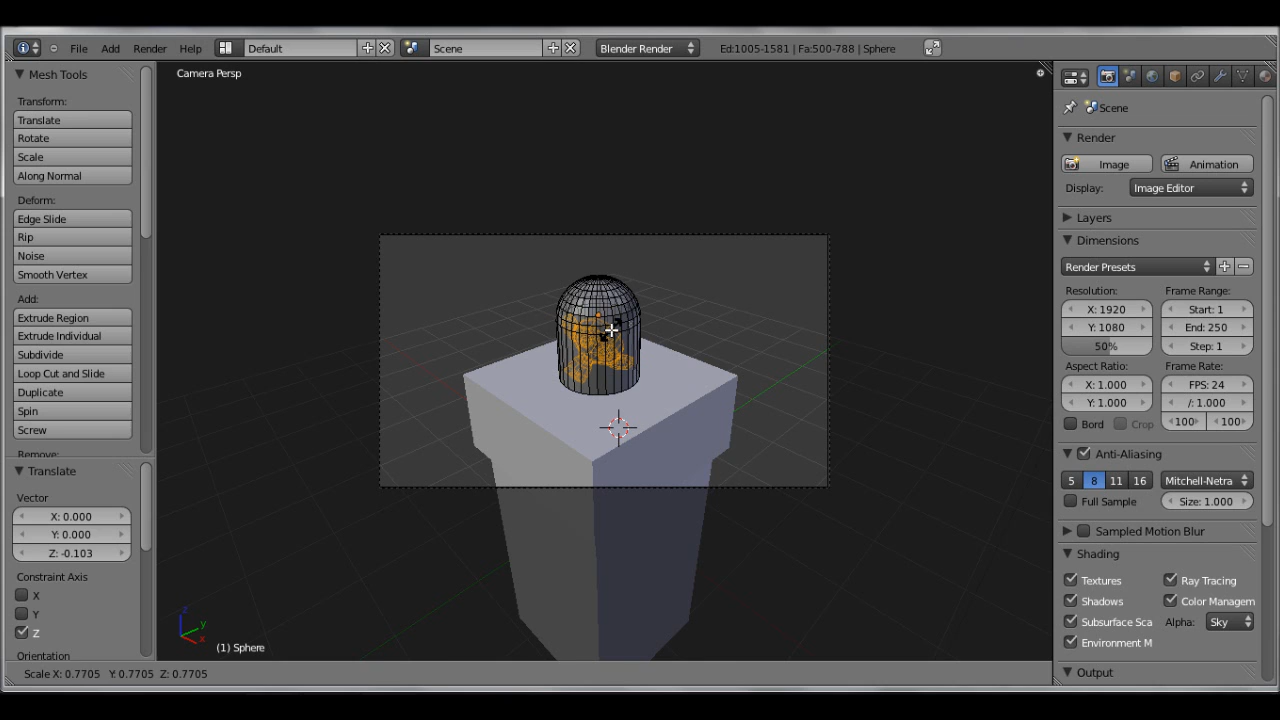 File Add Render Help Default Scene Blender Render Ed:1005-1581 | Fa:500-788 | Sphere
Mesh Tools
Transform:
Translate
Rotate
Scale
Along Normal
Deform:
Edge Slide
Rip
Noise
Smooth Vertex
Add:
Extrude Region
Extrude Individual
Subdivide
Loop Cut and Slide
Duplicate
Spin
Screw
Remove:
Translate
Vector
X: 0.000
Y: 0.000
Z: -0.103
Constraint Axis
X
Y
Z
Orientation
Camera Persp
z
y
x
(1) Sphere
Scale X: 0.7705 Y: 0.7705 Z: 0.7705
Scene
Render
Image Animation
Display: Image Editor
Layers
Dimensions
Render Presets
Resolution: Frame Range:
X: 1920 Start: 1
Y: 1080 End: 250
50% Step: 1
Aspect Ratio: Frame Rate:
X: 1.000 FPS: 24
Y: 1.000 /: 1.000
Bord Crop 100 100
Anti-Aliasing
5 8 11 16 Mitchell-Netra
Full Sample Size: 1.000
Sampled Motion Blur
Shading
Textures Ray Tracing
Shadows Color Managem
Subsurface Sca Alpha: Sky
Environment M
Output